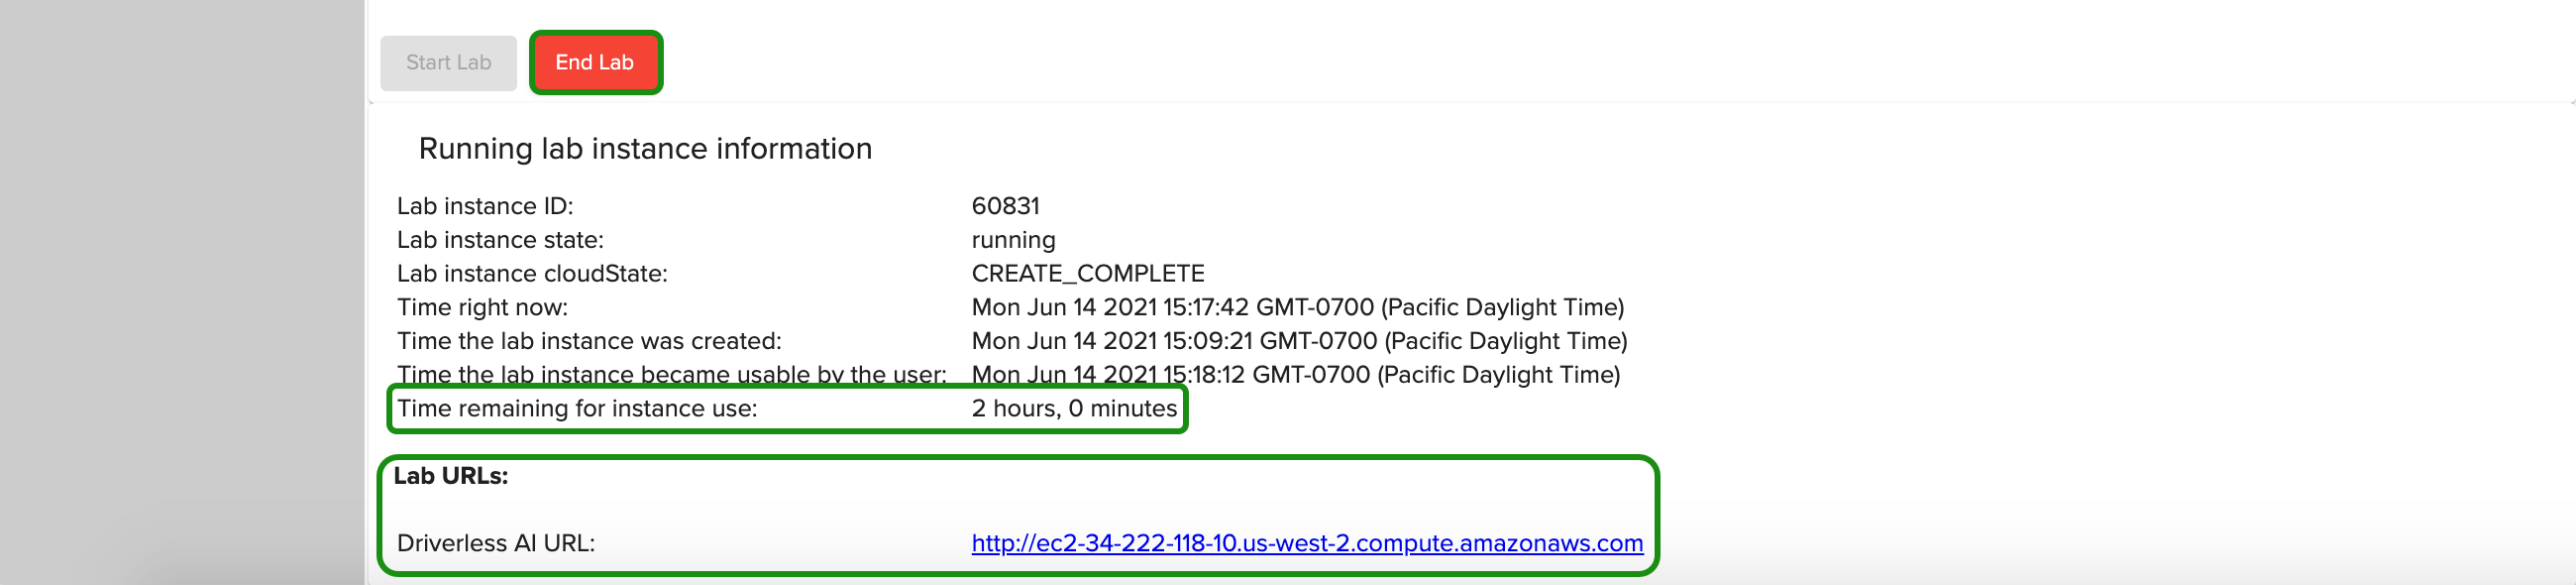 Start Lab End Lab
Running lab instance information
Lab instance ID: 60831
Lab instance state: running
Lab instance cloudState: CREATE_COMPLETE
Time right now: Mon Jun 14 2021 15:17:42 GMT-0700 (Pacific Daylight Time)
Time the lab instance was created: Mon Jun 14 2021 15:09:21 GMT-0700 (Pacific Daylight Time)
Time the lab instance became usable by the user: Mon Jun 14 2021 15:18:12 GMT-0700 (Pacific Daylight Time)
Time remaining for instance use: 2 hours, 0 minutes
Lab URLs:
Driverless AI URL: http://ec2-34-222-118-10.us-west-2.compute.amazonaws.com